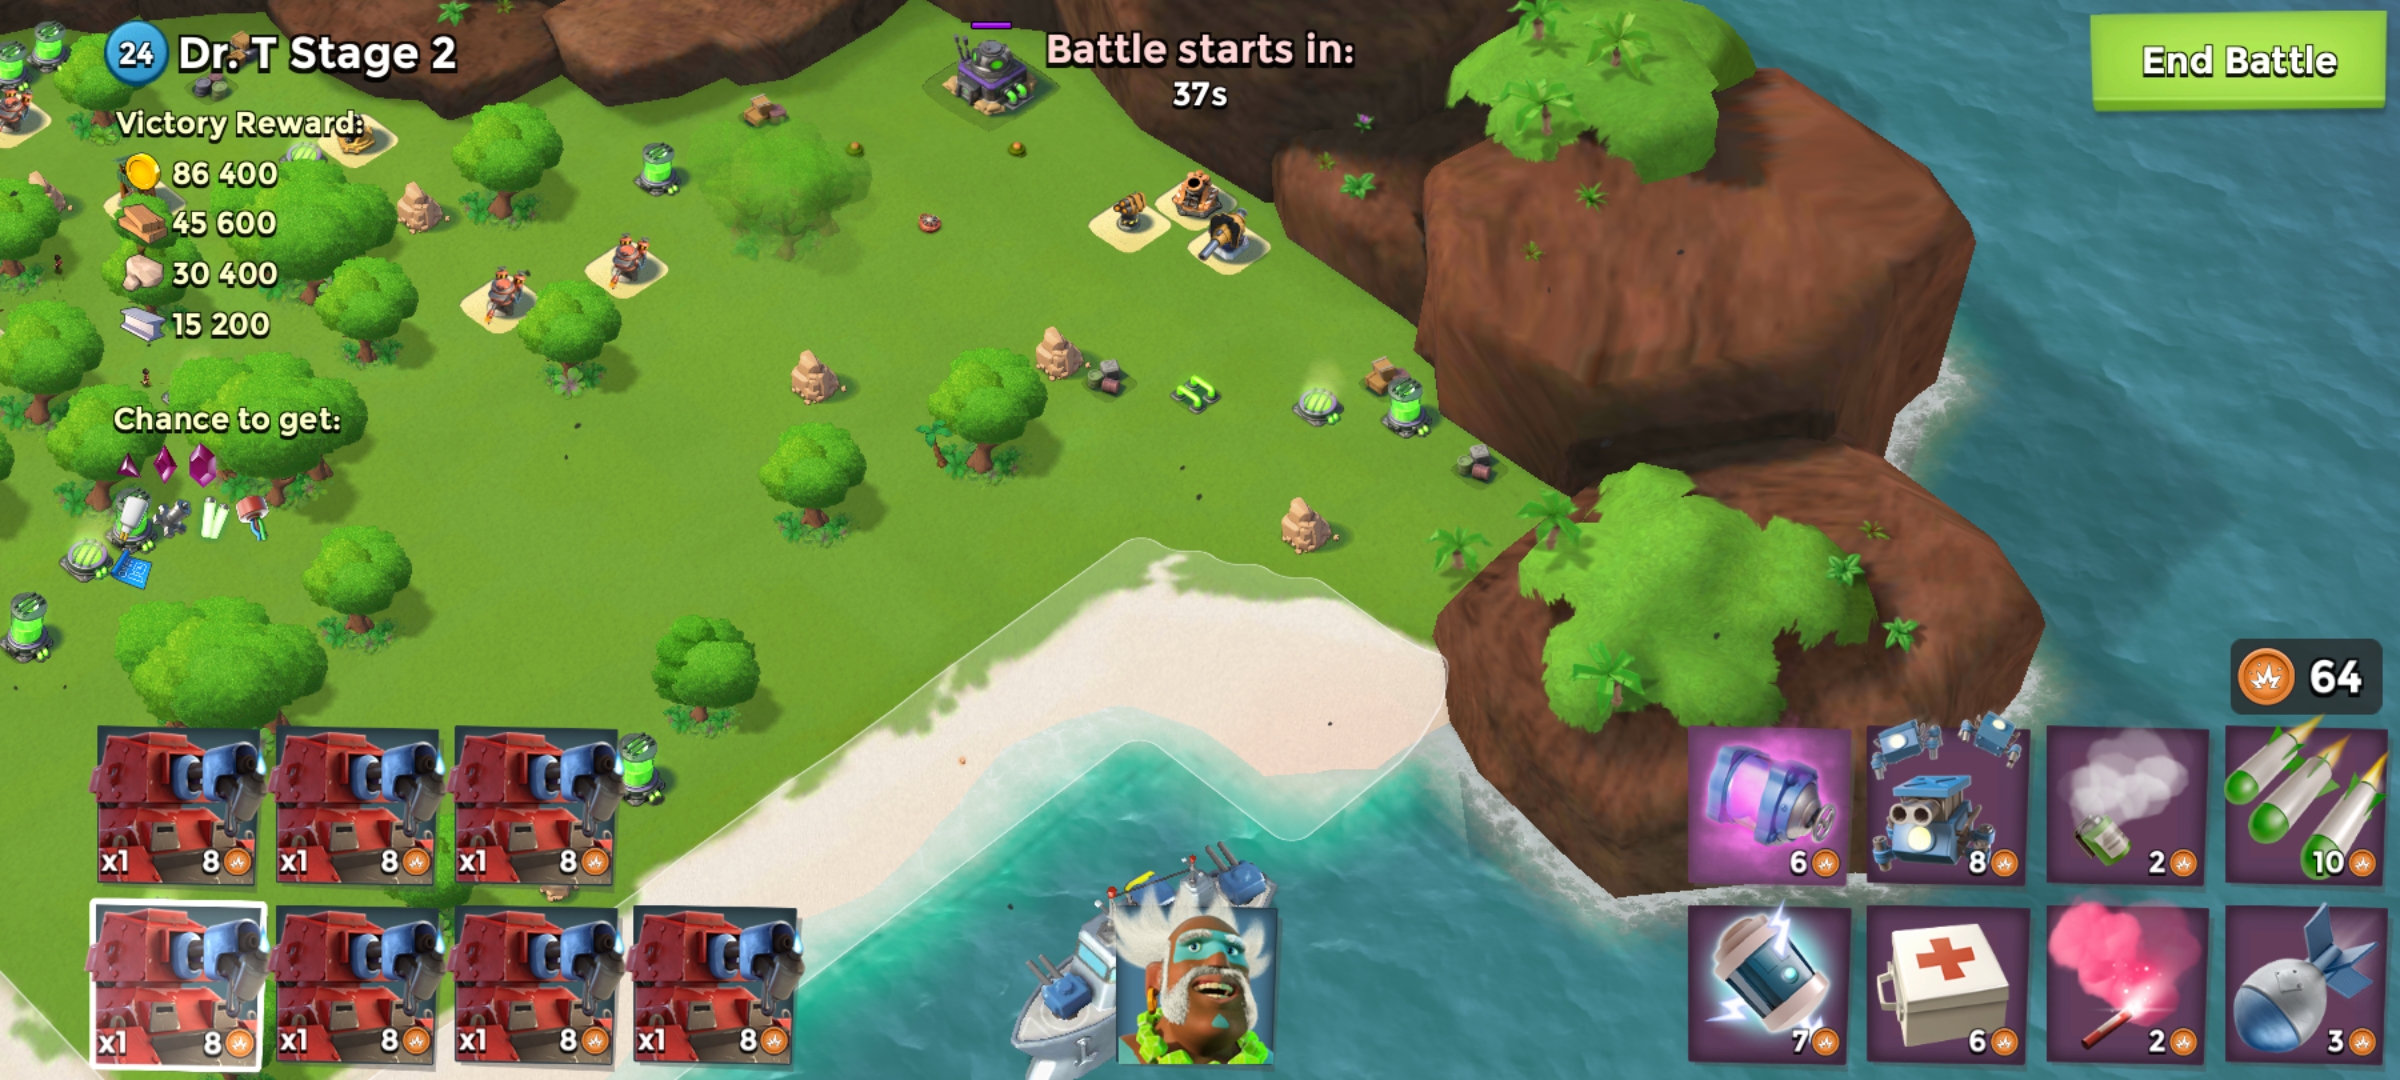 24 Dr. T Stage 2
Battle starts in:
37s
End Battle
Victory Reward:
86 400
45 600
30 400
15 200
Chance to get:
64
x1 8
x1 8
x1 8
6
8
2
10
x1 8
x1 8
x1 8
x1 8
7
6
2
3